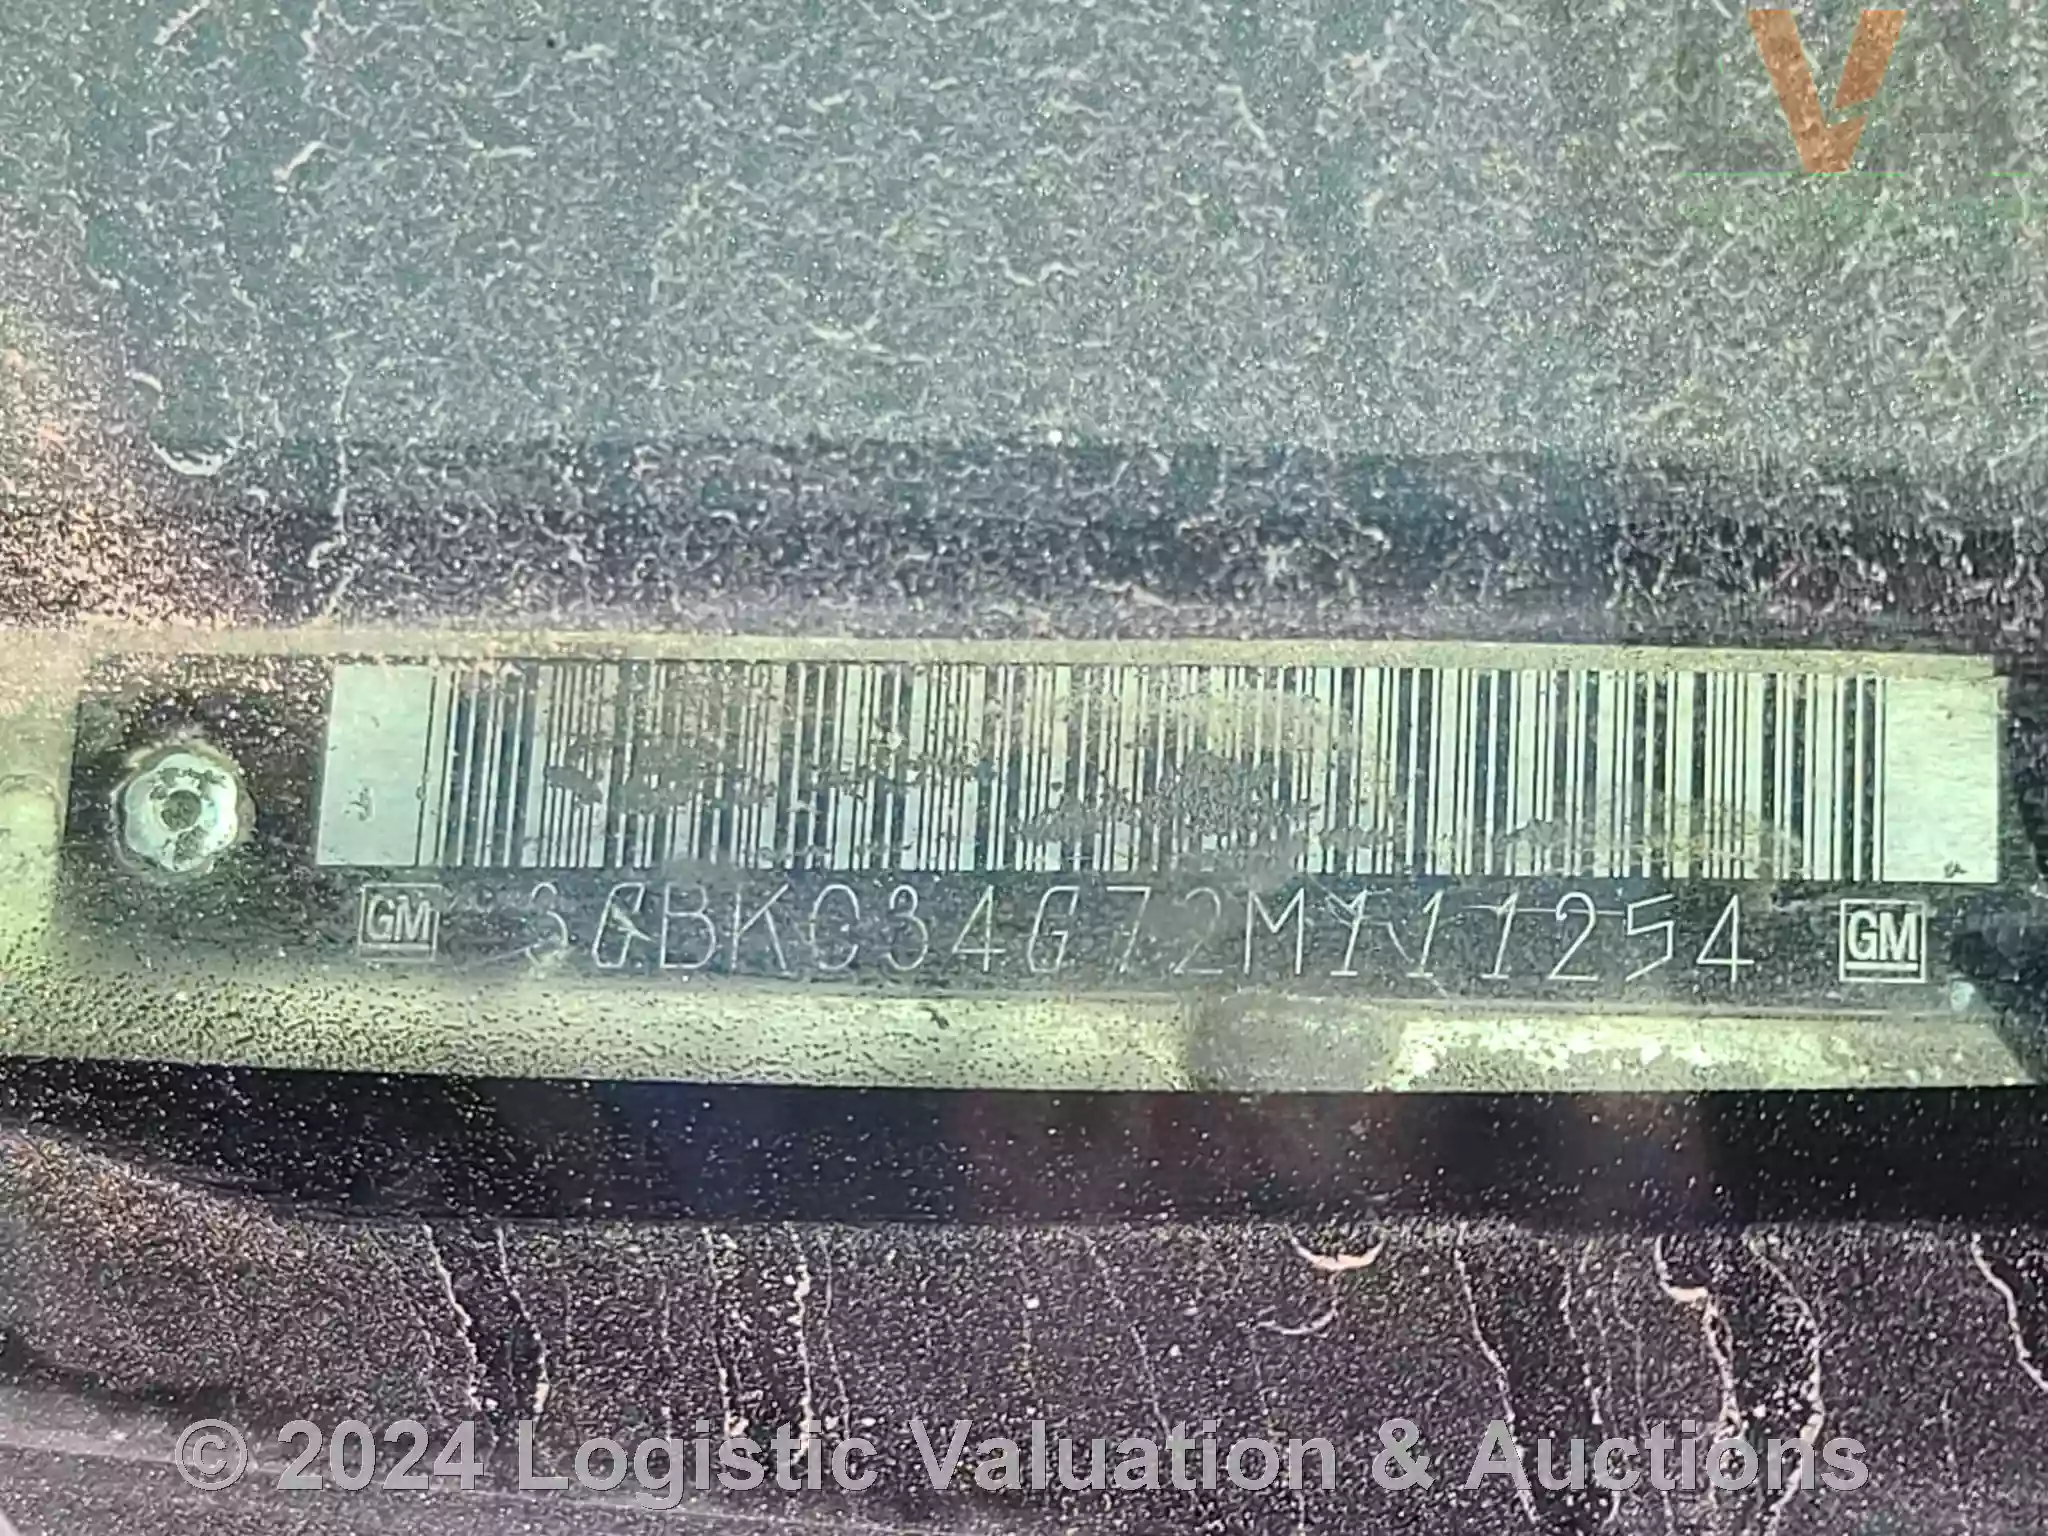 GM 3GBKC34G72M111254 GM
© 2024 Logistic Valuation & Auctions